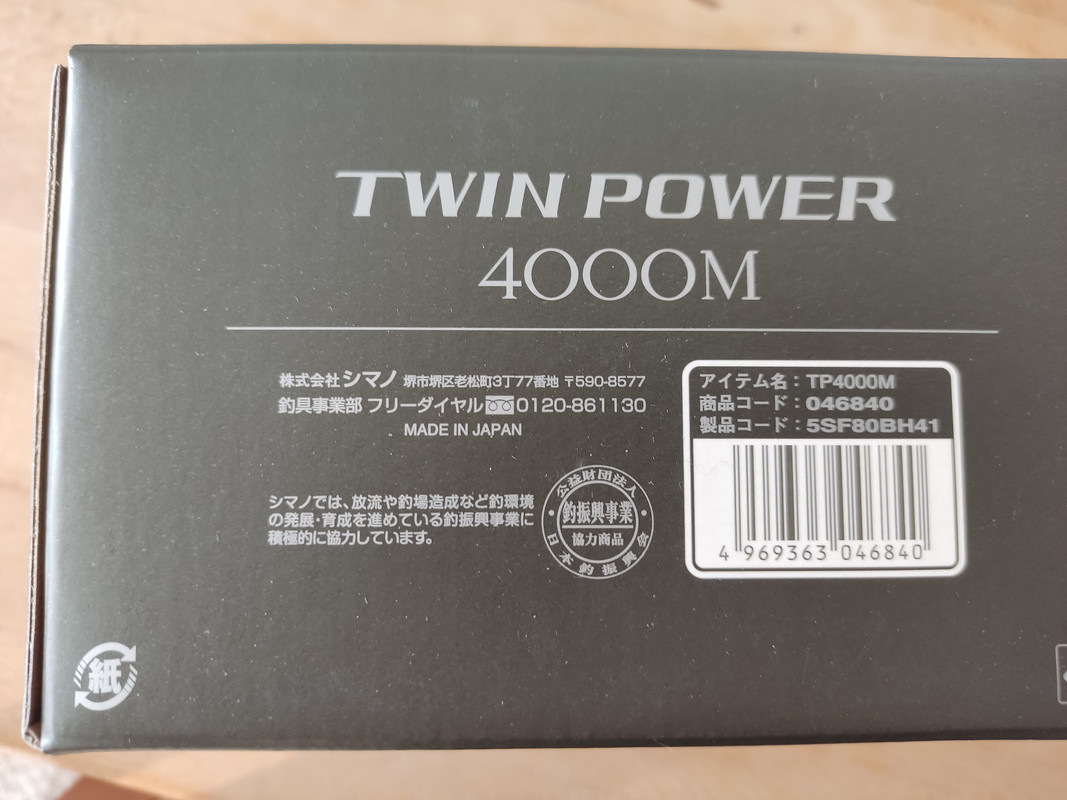 TWIN POWER
4000M
株式会社シマノ 堺市堺区老松町3丁77番地 〒590-8577
釣具事業部 フリーダイヤル 0120-861130
MADE IN JAPAN
シマノでは、放流や釣場造成など釣環境
の発展・育成を進めている釣振興事業に
積極的に協力しています。
公益財団法人
釣振興事業
協力商品
日本釣振興会
アイテム名：TP4000M
商品コード：046840
製品コード：5SF80BH41
4 969363 046840
紙